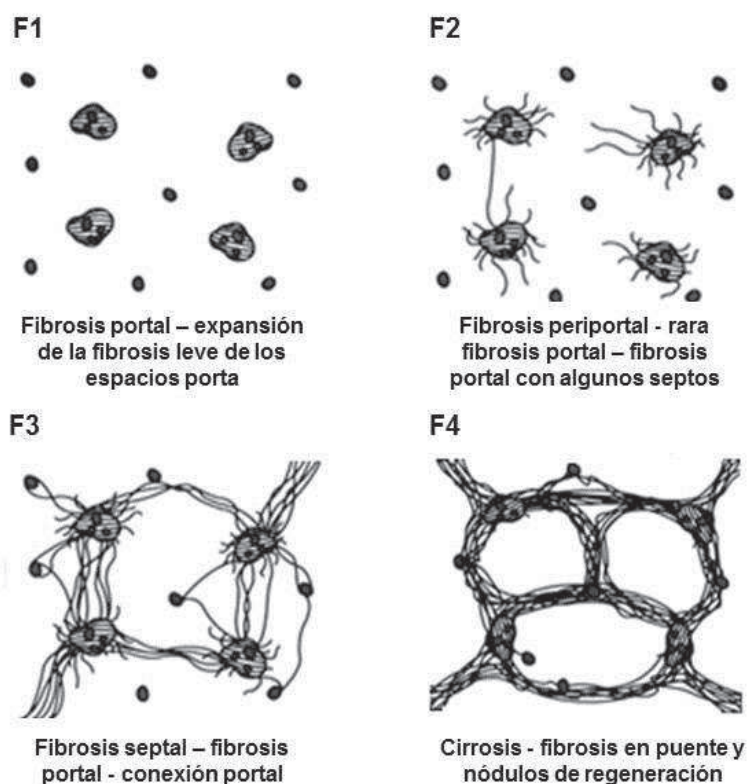 F1
Fibrosis portal – expansión
de la fibrosis leve de los
espacios porta
F2
Fibrosis periportal - rara
fibrosis portal – fibrosis
portal con algunos septos
F3
Fibrosis septal – fibrosis
portal - conexión portal
F4
Cirrosis - fibrosis en puente y
nódulos de regeneración